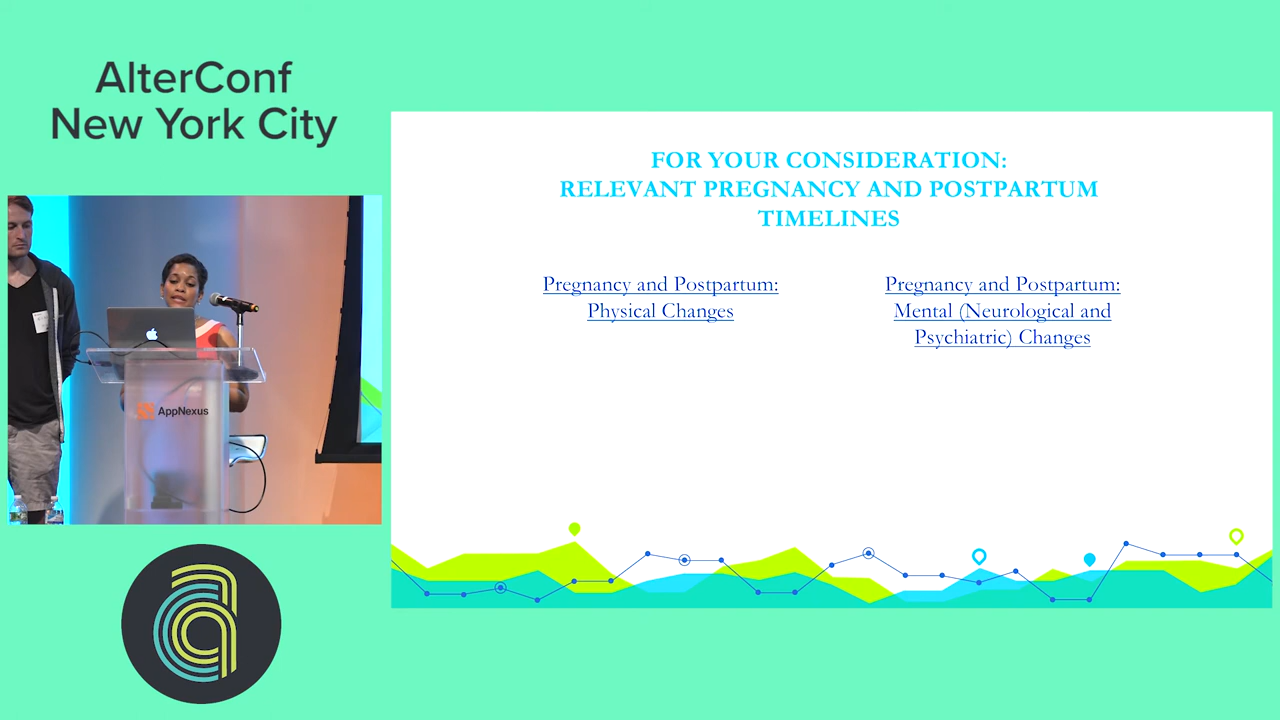 AlterConf
New York City
FOR YOUR CONSIDERATION:
RELEVANT PREGNANCY AND POSTPARTUM
TIMELINES
Pregnancy and Postpartum:
Physical Changes
Pregnancy and Postpartum:
Mental (Neurological and
Psychiatric) Changes
AppNexus